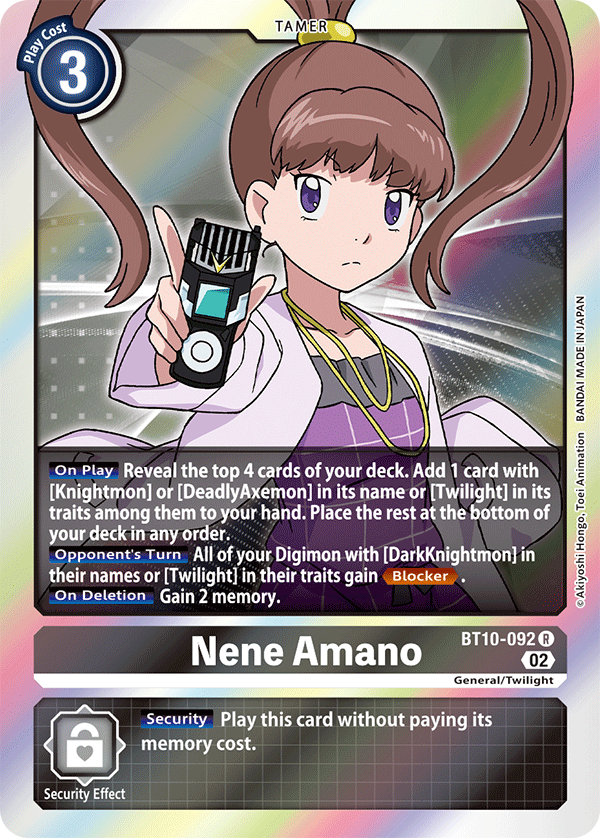 TAMER
Play Cost
3
On Play Reveal the top 4 cards of your deck. Add 1 card with
[Knightmon] or [DeadlyAxemon] in its name or [Twilight] in its
traits among them to your hand. Place the rest at the bottom of
your deck in any order.
Opponent's Turn All of your Digimon with [DarkKnightmon] in
their names or [Twilight] in their traits gain Blocker .
On Deletion Gain 2 memory.
©Akiyoshi Hongo, Toei Animation BANDAI MADE IN JAPAN
Nene Amano
BT10-092 R
02
General/Twilight
Security Play this card without paying its
memory cost.
Security Effect